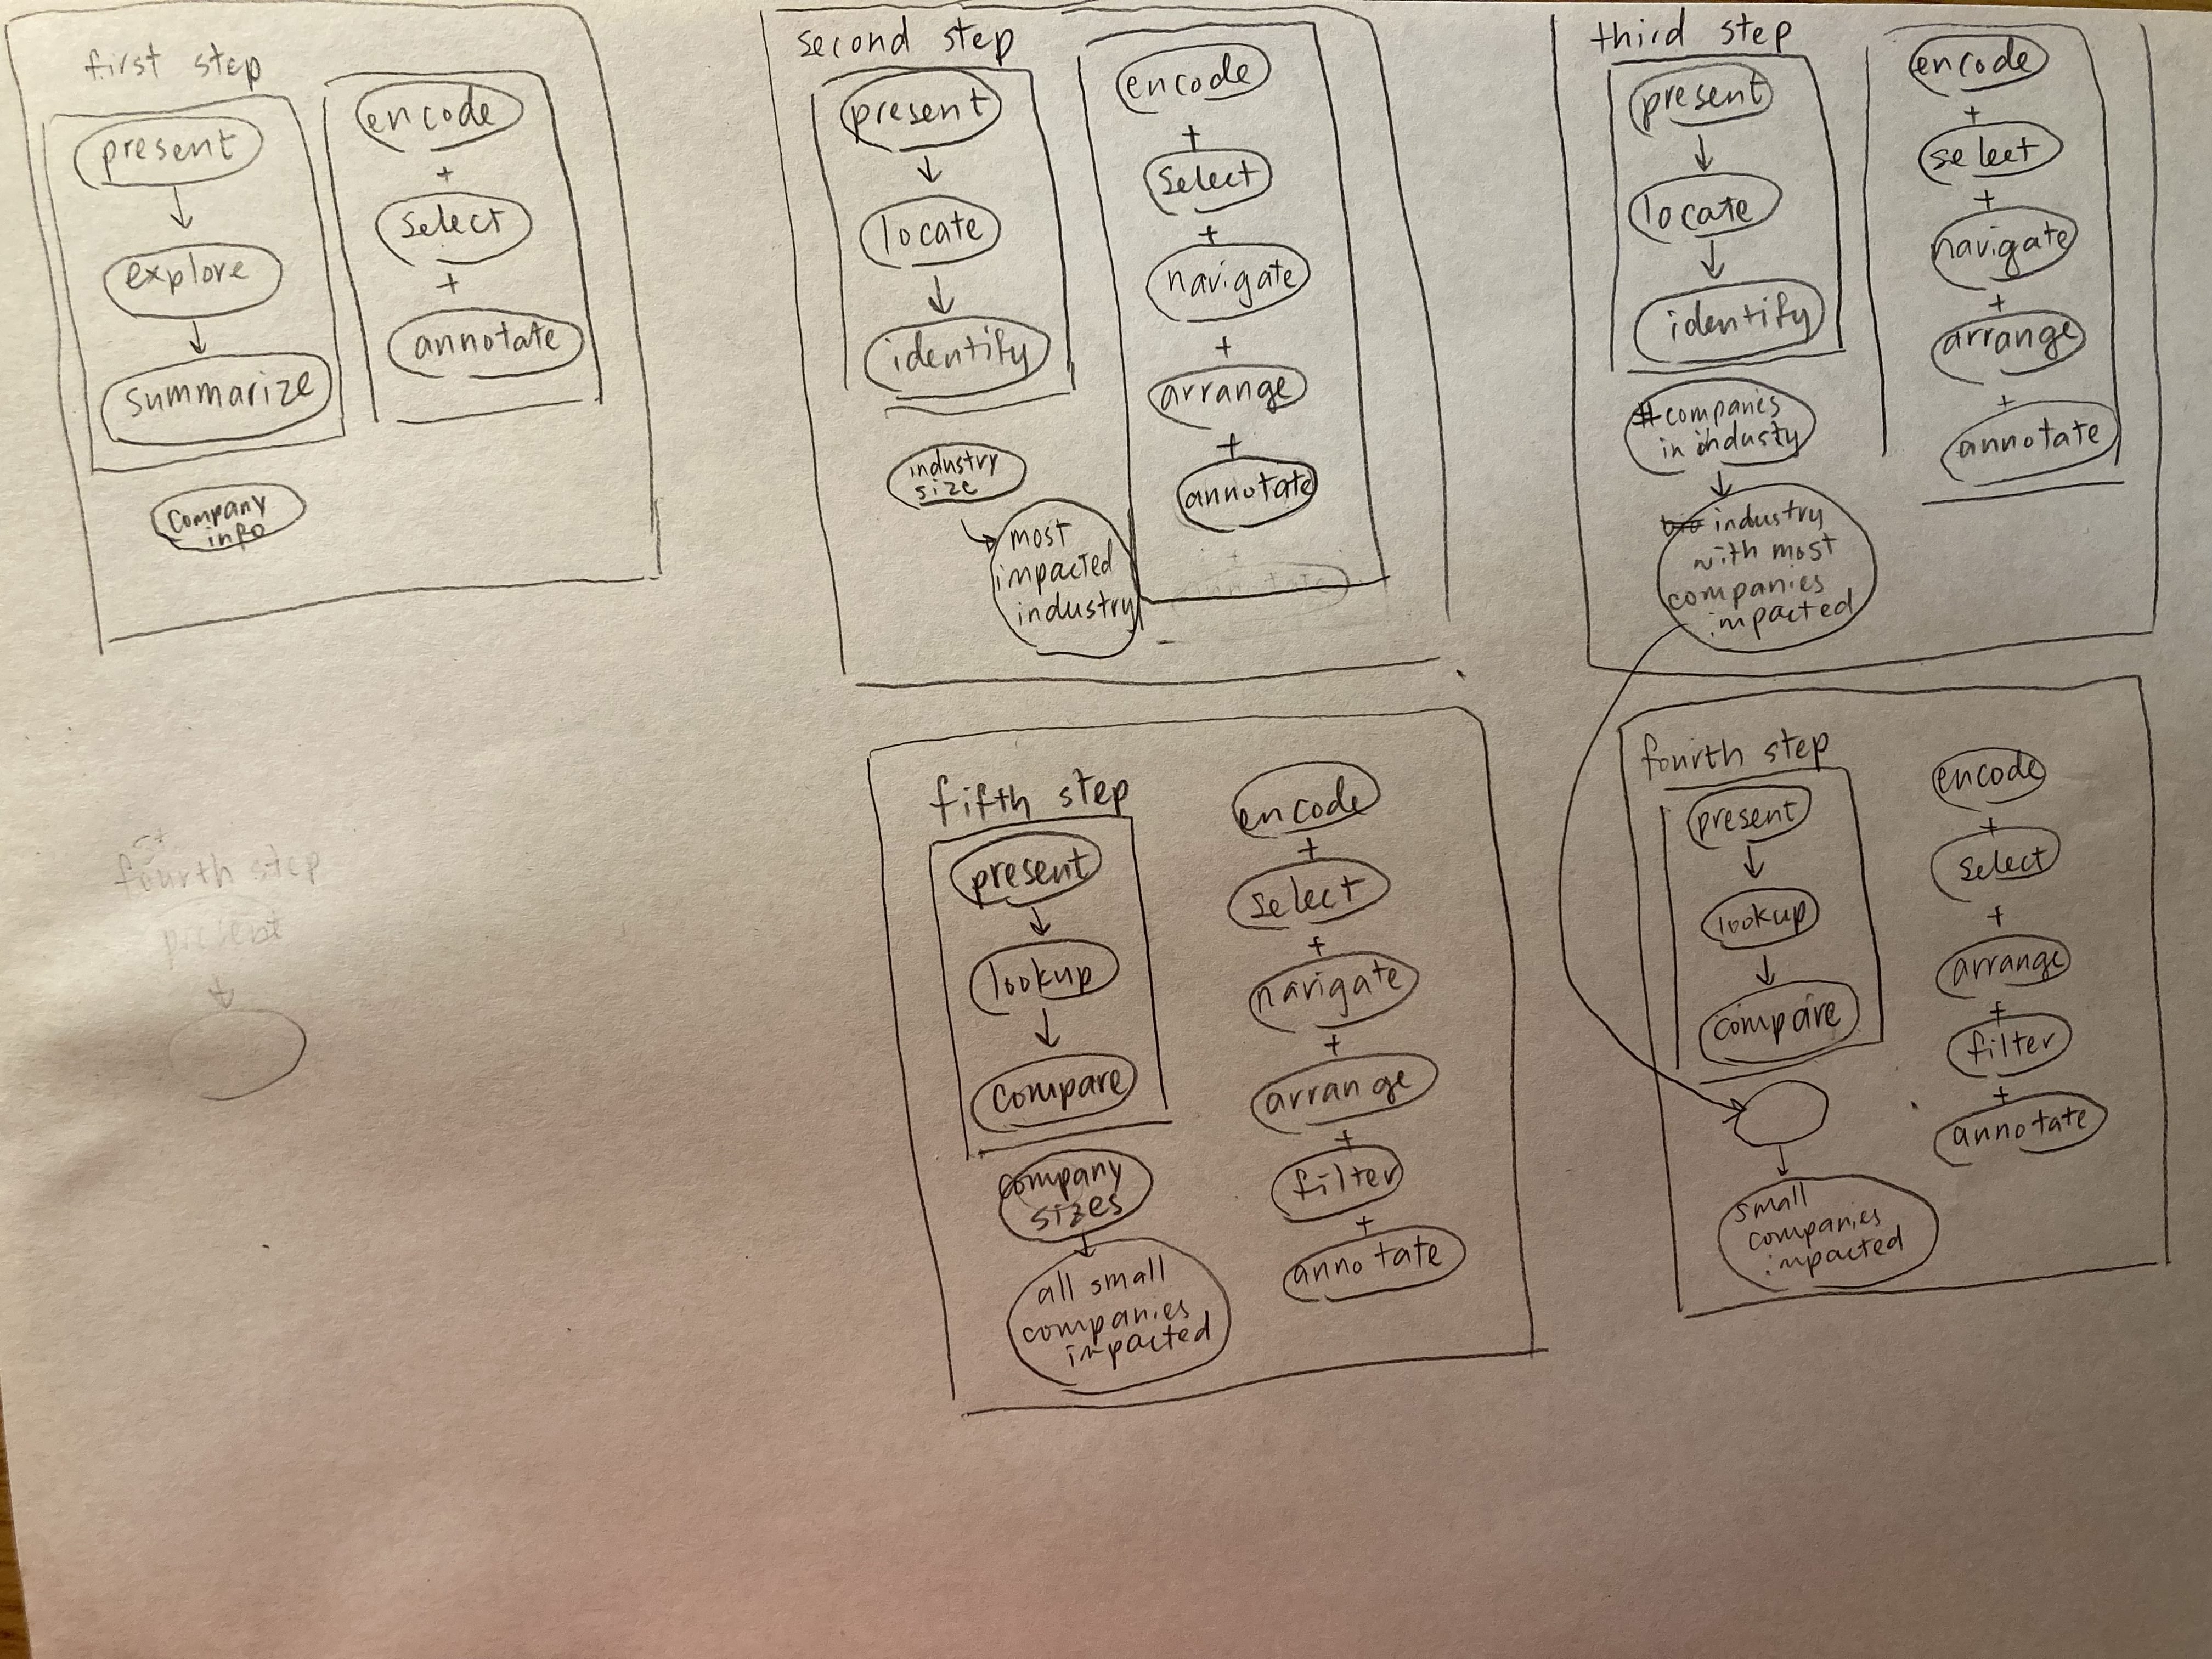 first step
present
explore
summarize
company
info
encode
+
select
+
annotate
second step
present
locate
identify
industry
size
most
impacted
industry
encode
+
select
+
navigate
+
arrange
+
annotate
third step
present
locate
identify
# companies
in industy
industry
with most
companies
impacted
encode
+
select
+
navigate
+
arrange
+
annotate
fourth step
present
lookup
compare
small
companies
impacted
encode
+
select
+
arrange
+
filter
+
annotate
fifth step
present
lookup
compare
company
sizes
all small
companies
impacted
encode
+
select
+
navigate
+
arrange
+
filter
+
annotate
fourth step
present